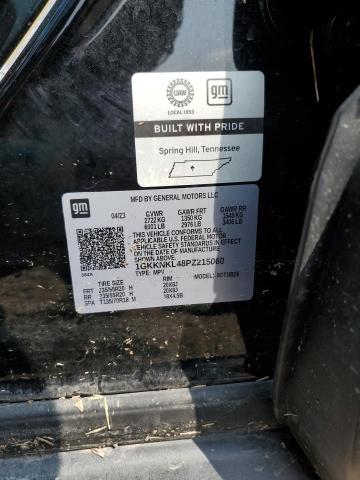 UAW
LOCAL 1853
gm
BUILT WITH PRIDE
Spring Hill, Tennessee
gm
MFD BY GENERAL MOTORS LLC
04/23 GVWR GAWR FRT GAWR RR
2722 KG 1350 KG 1549 KG
6001 LB 2976 LB 3406 LB
THIS VEHICLE CONFORMS TO ALL
APPLICABLE U.S. FEDERAL MOTOR
VEHICLE SAFETY STANDARDS
IN EFFECT ON THE DATE OF
MANUFACTURE
SHOWN ABOVE.
1GKKNKL48PZ215060
TYPE: MPV MODEL:
TIRE SIZE RIM
FRT 235/55R20 H 20X8J
RR 235/55R20 H 20X8J
SPA T135/70R18 M 18X4.5B